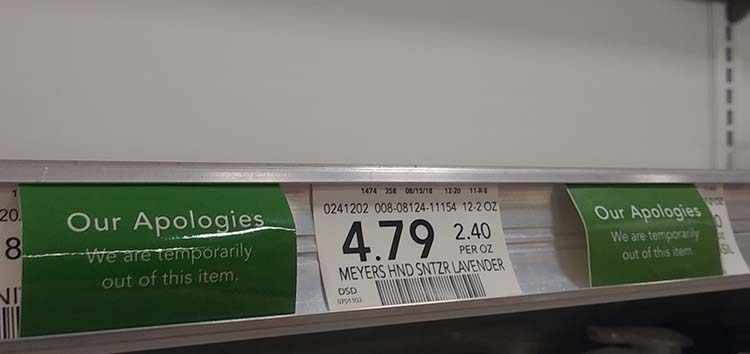 Our Apologies
We are temporarily
out of this item.
1474 358 08/15/18 12-20 11-R-8
0241202 008-08124-11154 12-2 OZ
4.79 2.40
PER OZ
MEYERS HND SNTZR LAVENDER
DSD
0701102
Our Apologies
We are temporarily
out of this item.